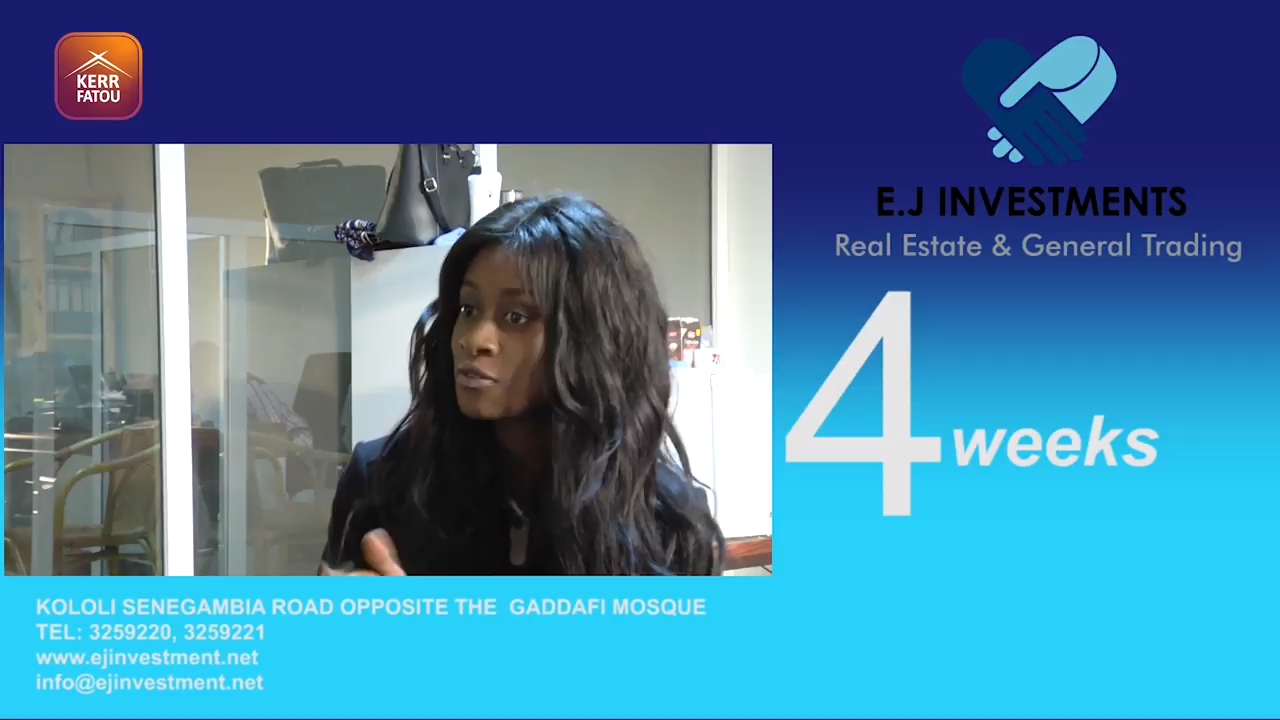 KERR
FATOU
E.J INVESTMENTS
Real Estate & General Trading
4 weeks
KOLOLI SENEGAMBIA ROAD OPPOSITE THE GADDAFI MOSQUE
TEL: 3259220, 3259221
www.ejinvestment.net
info@ejinvestment.net